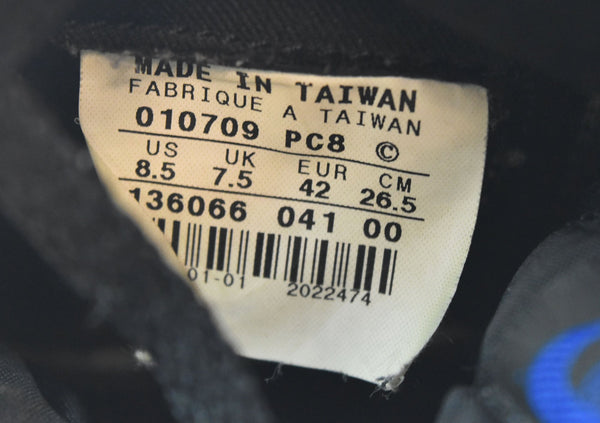 MADE IN TAIWAN
FABRIQUE A TAIWAN
010709 PC8 ©
US UK EUR CM
8.5 7.5 42 26.5
136066 041 00
01-01 2022474